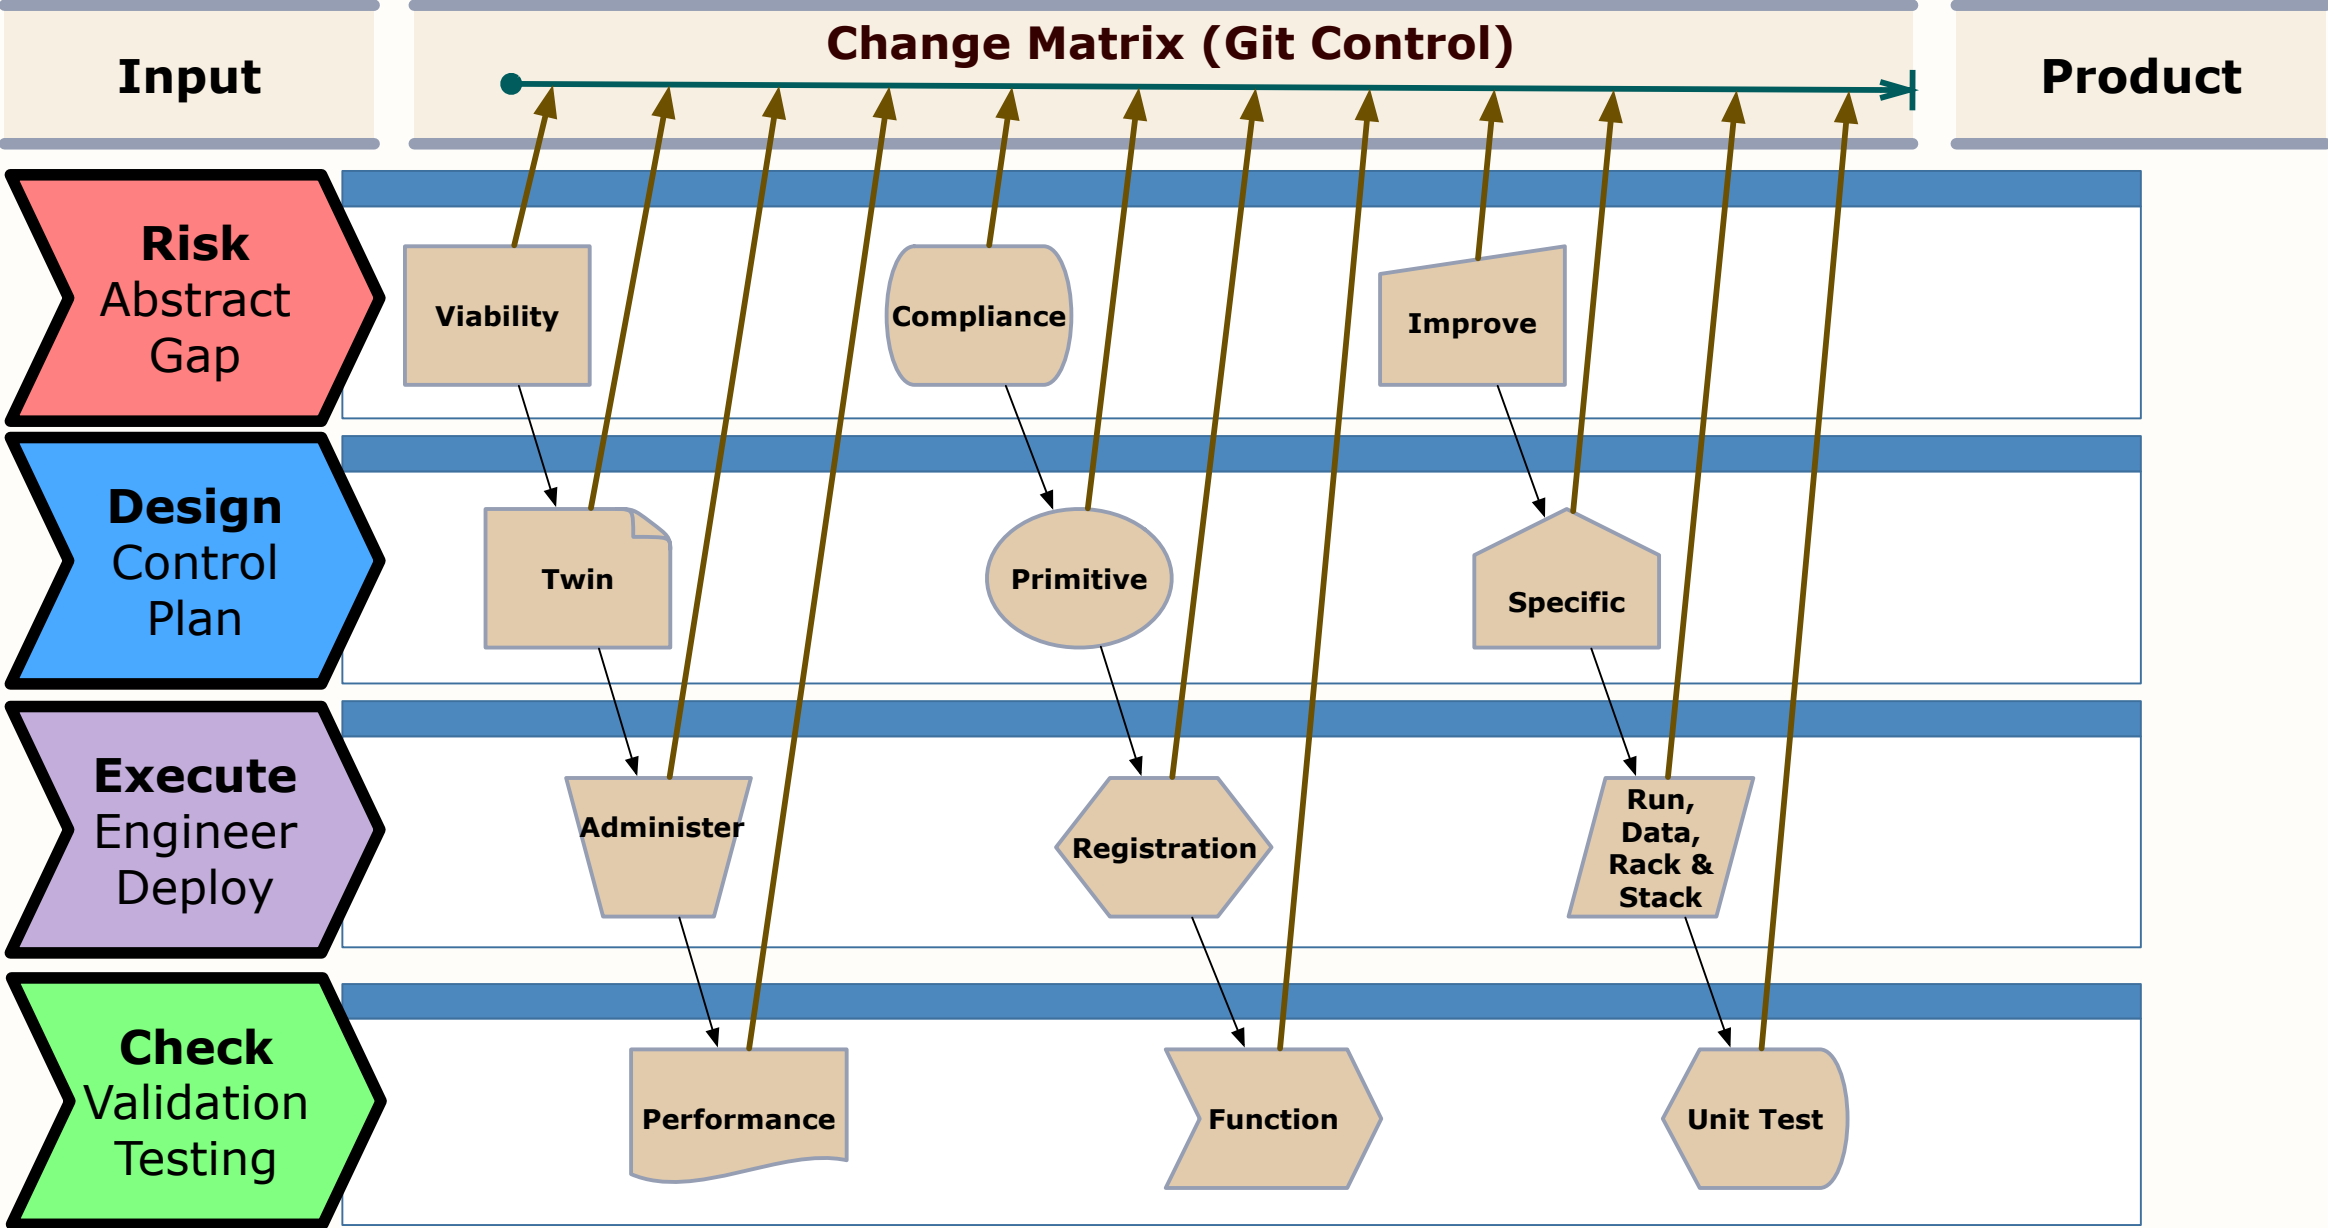 Input
Change Matrix (Git Control)
Product
Risk
Abstract
Gap
Viability
Compliance
Improve
Design
Control
Plan
Twin
Primitive
Specific
Execute
Engineer
Deploy
Administer
Registration
Run,
Data,
Rack &
Stack
Check
Validation
Testing
Performance
Function
Unit Test